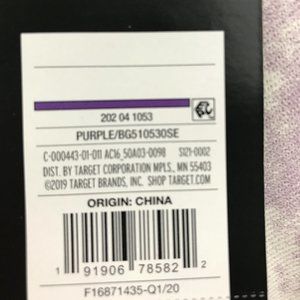 202 04 1053
PURPLE/BG510530SE
C-000443-01-011 AC16_50A03-0098 S121-0002
DIST. BY TARGET CORPORATION MPLS., MN 55403
©2019 TARGET BRANDS, INC. SHOP TARGET.COM
ORIGIN: CHINA
1 91906 78582 2
F16871435-Q1/20